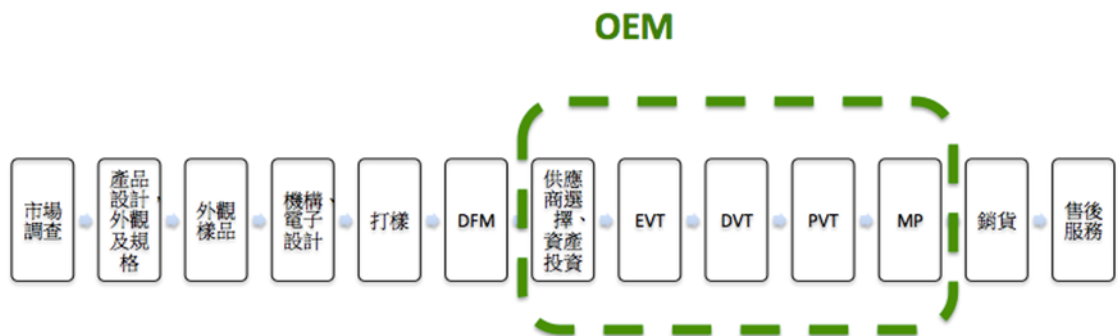 OEM
市場
調查
產品
設計，
外觀
及規
格
外觀
樣品
機構、
電子
設計
打樣
DFM
供應
商選
擇、
資產
投資
EVT
DVT
PVT
MP
銷貨
售後
服務